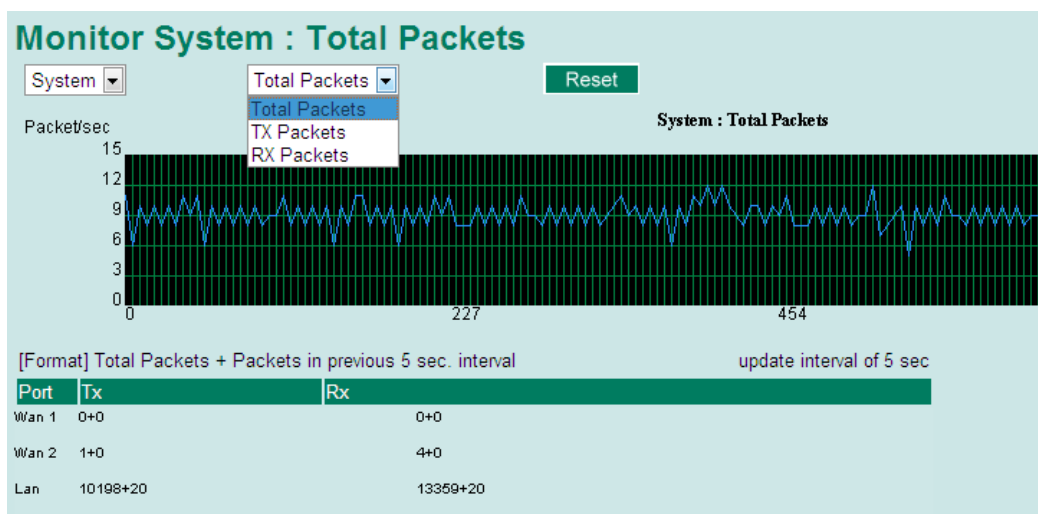 Monitor System : Total Packets
System Total Packets Reset
Total Packets
TX Packets
RX Packets
Packet/sec
System : Total Packets
15
12
9
6
3
0
0 227 454
[Format] Total Packets + Packets in previous 5 sec. interval update interval of 5 sec
Port Tx Rx
Wan 1 0+0 0+0
Wan 2 1+0 4+0
Lan 10198+20 13359+20